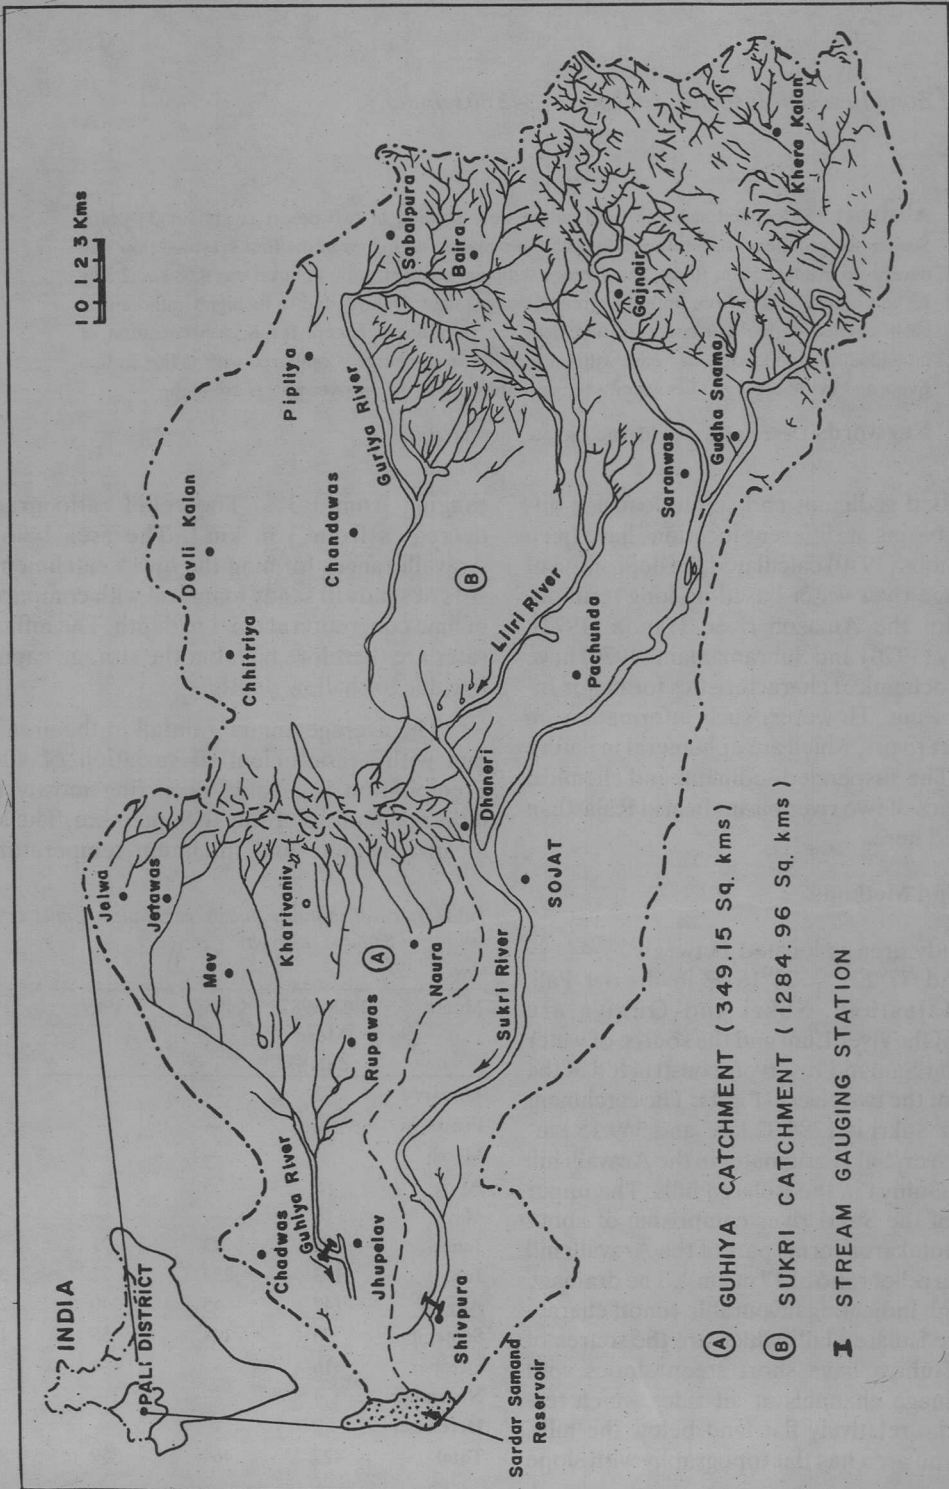 INDIA
PALI DISTRICT
1 0 1 2 3 Kms
Jelwa
Jetawas
Mev
Kharivaniv
Chhitriya
Devli Kalan
Pipliya
Chandawas
Guriya River
Sabalpura
Baira
Chadwas
Guhiya River
Rupawas
A
Naura
Jhupelav
B
Lilri River
Dhaneri
Pachunda
Saranwas
Gajnair
Gudha Snama
Khera Kalan
Shivpura
Sukri River
SOJAT
Sardar Samand
Reservoir
A GUHIYA CATCHMENT (349.15 Sq. kms)
B SUKRI CATCHMENT (1284.96 Sq. kms)
I STREAM GAUGING STATION